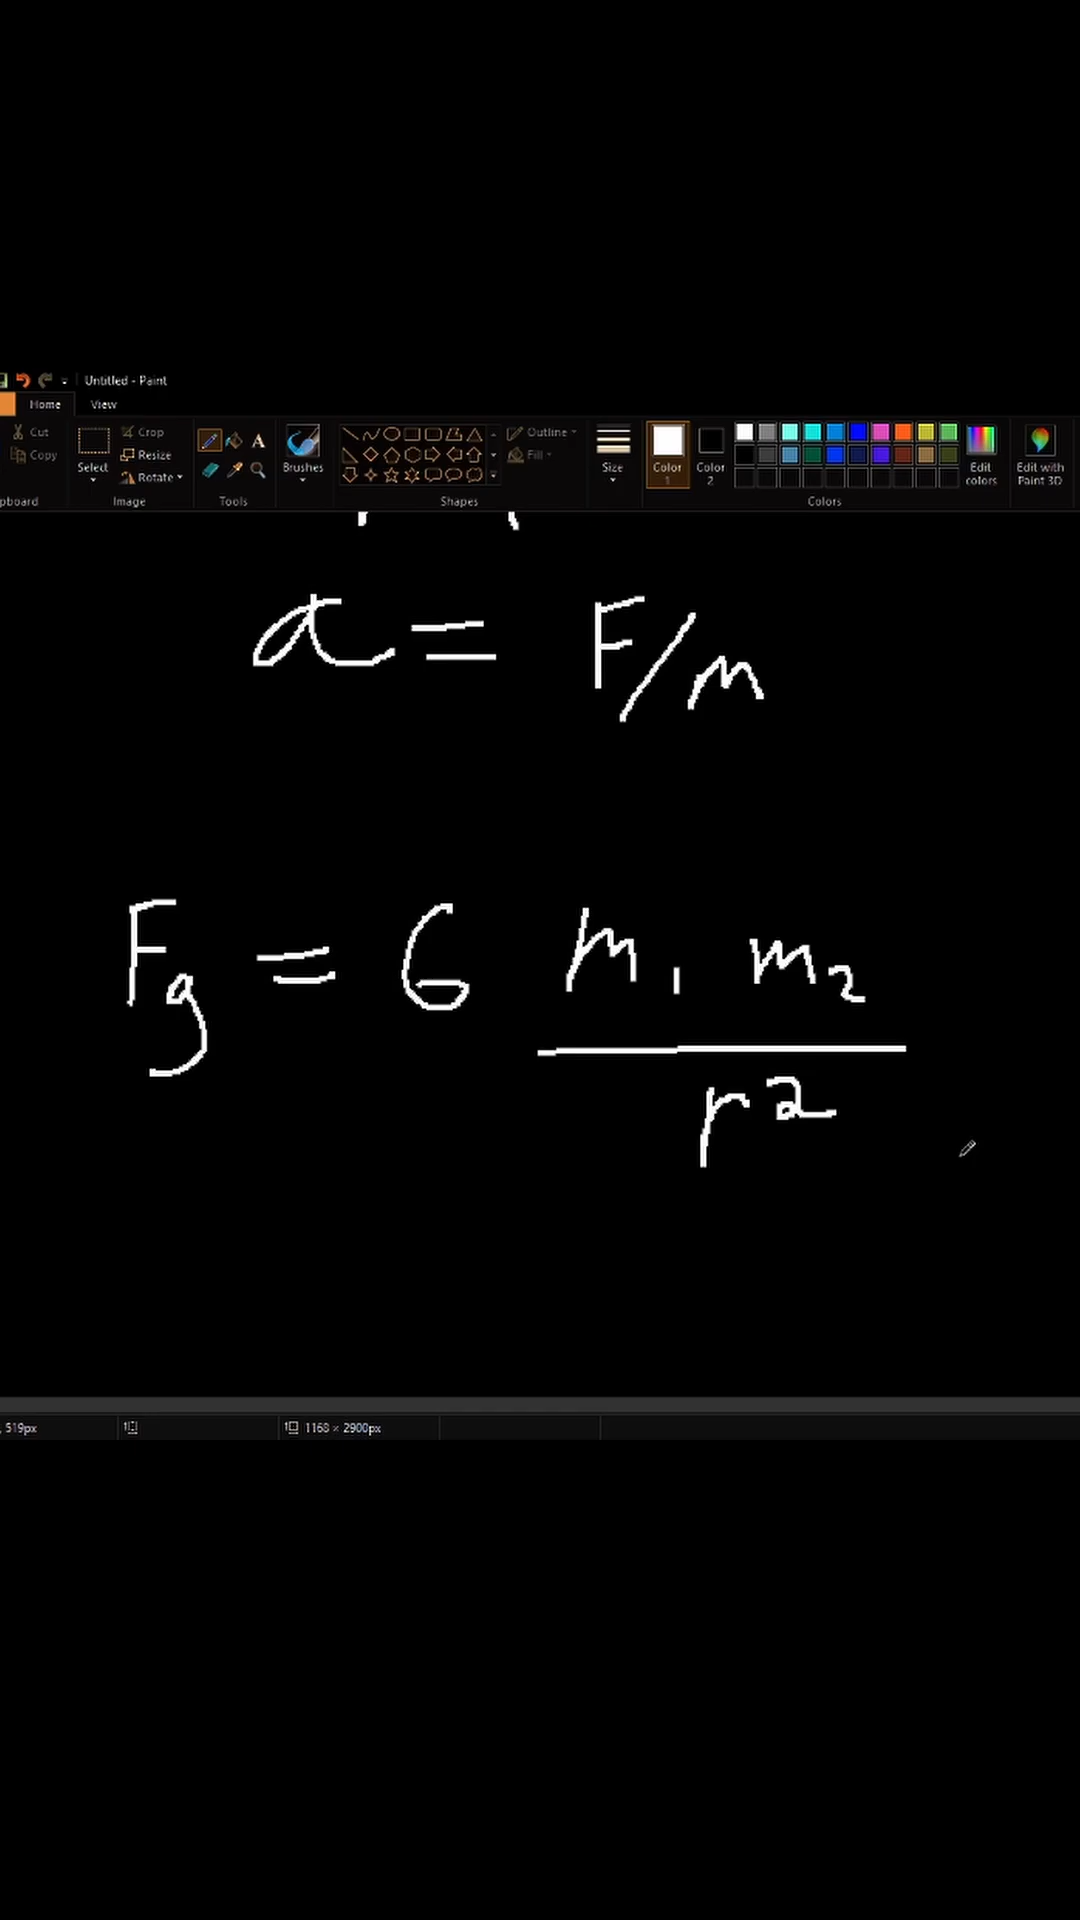 Untitled - Paint
Home View
Cut
Copy
pboard
Select
Crop
Resize
Rotate
Image
A
Tools
Brushes
Shapes
Outline
Fill
Size
Color 1
Color 2
Colors
Edit colors
Edit with Paint 3D
a = F/m
Fg = G m1 m2
r2
, 519px
1168 × 2900px